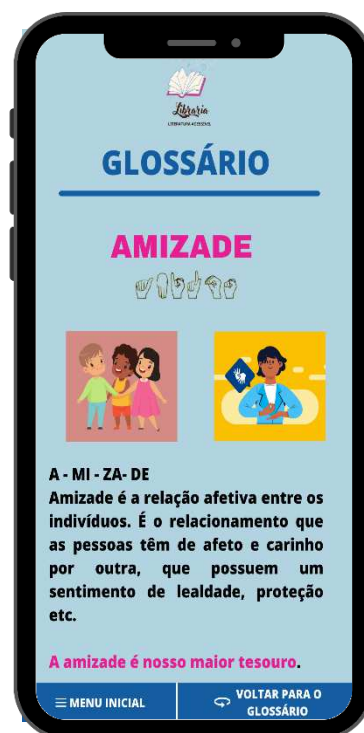 Libraria
LITERATURA ACESSÍVEL
GLOSSÁRIO
AMIZADE
A - MI - ZA- DE
Amizade é a relação afetiva entre os
indivíduos. É o relacionamento que
as pessoas têm de afeto e carinho
por outra, que possuem um
sentimento de lealdade, proteção
etc.
A amizade é nosso maior tesouro.
MENU INICIAL
VOLTAR PARA O
GLOSSÁRIO